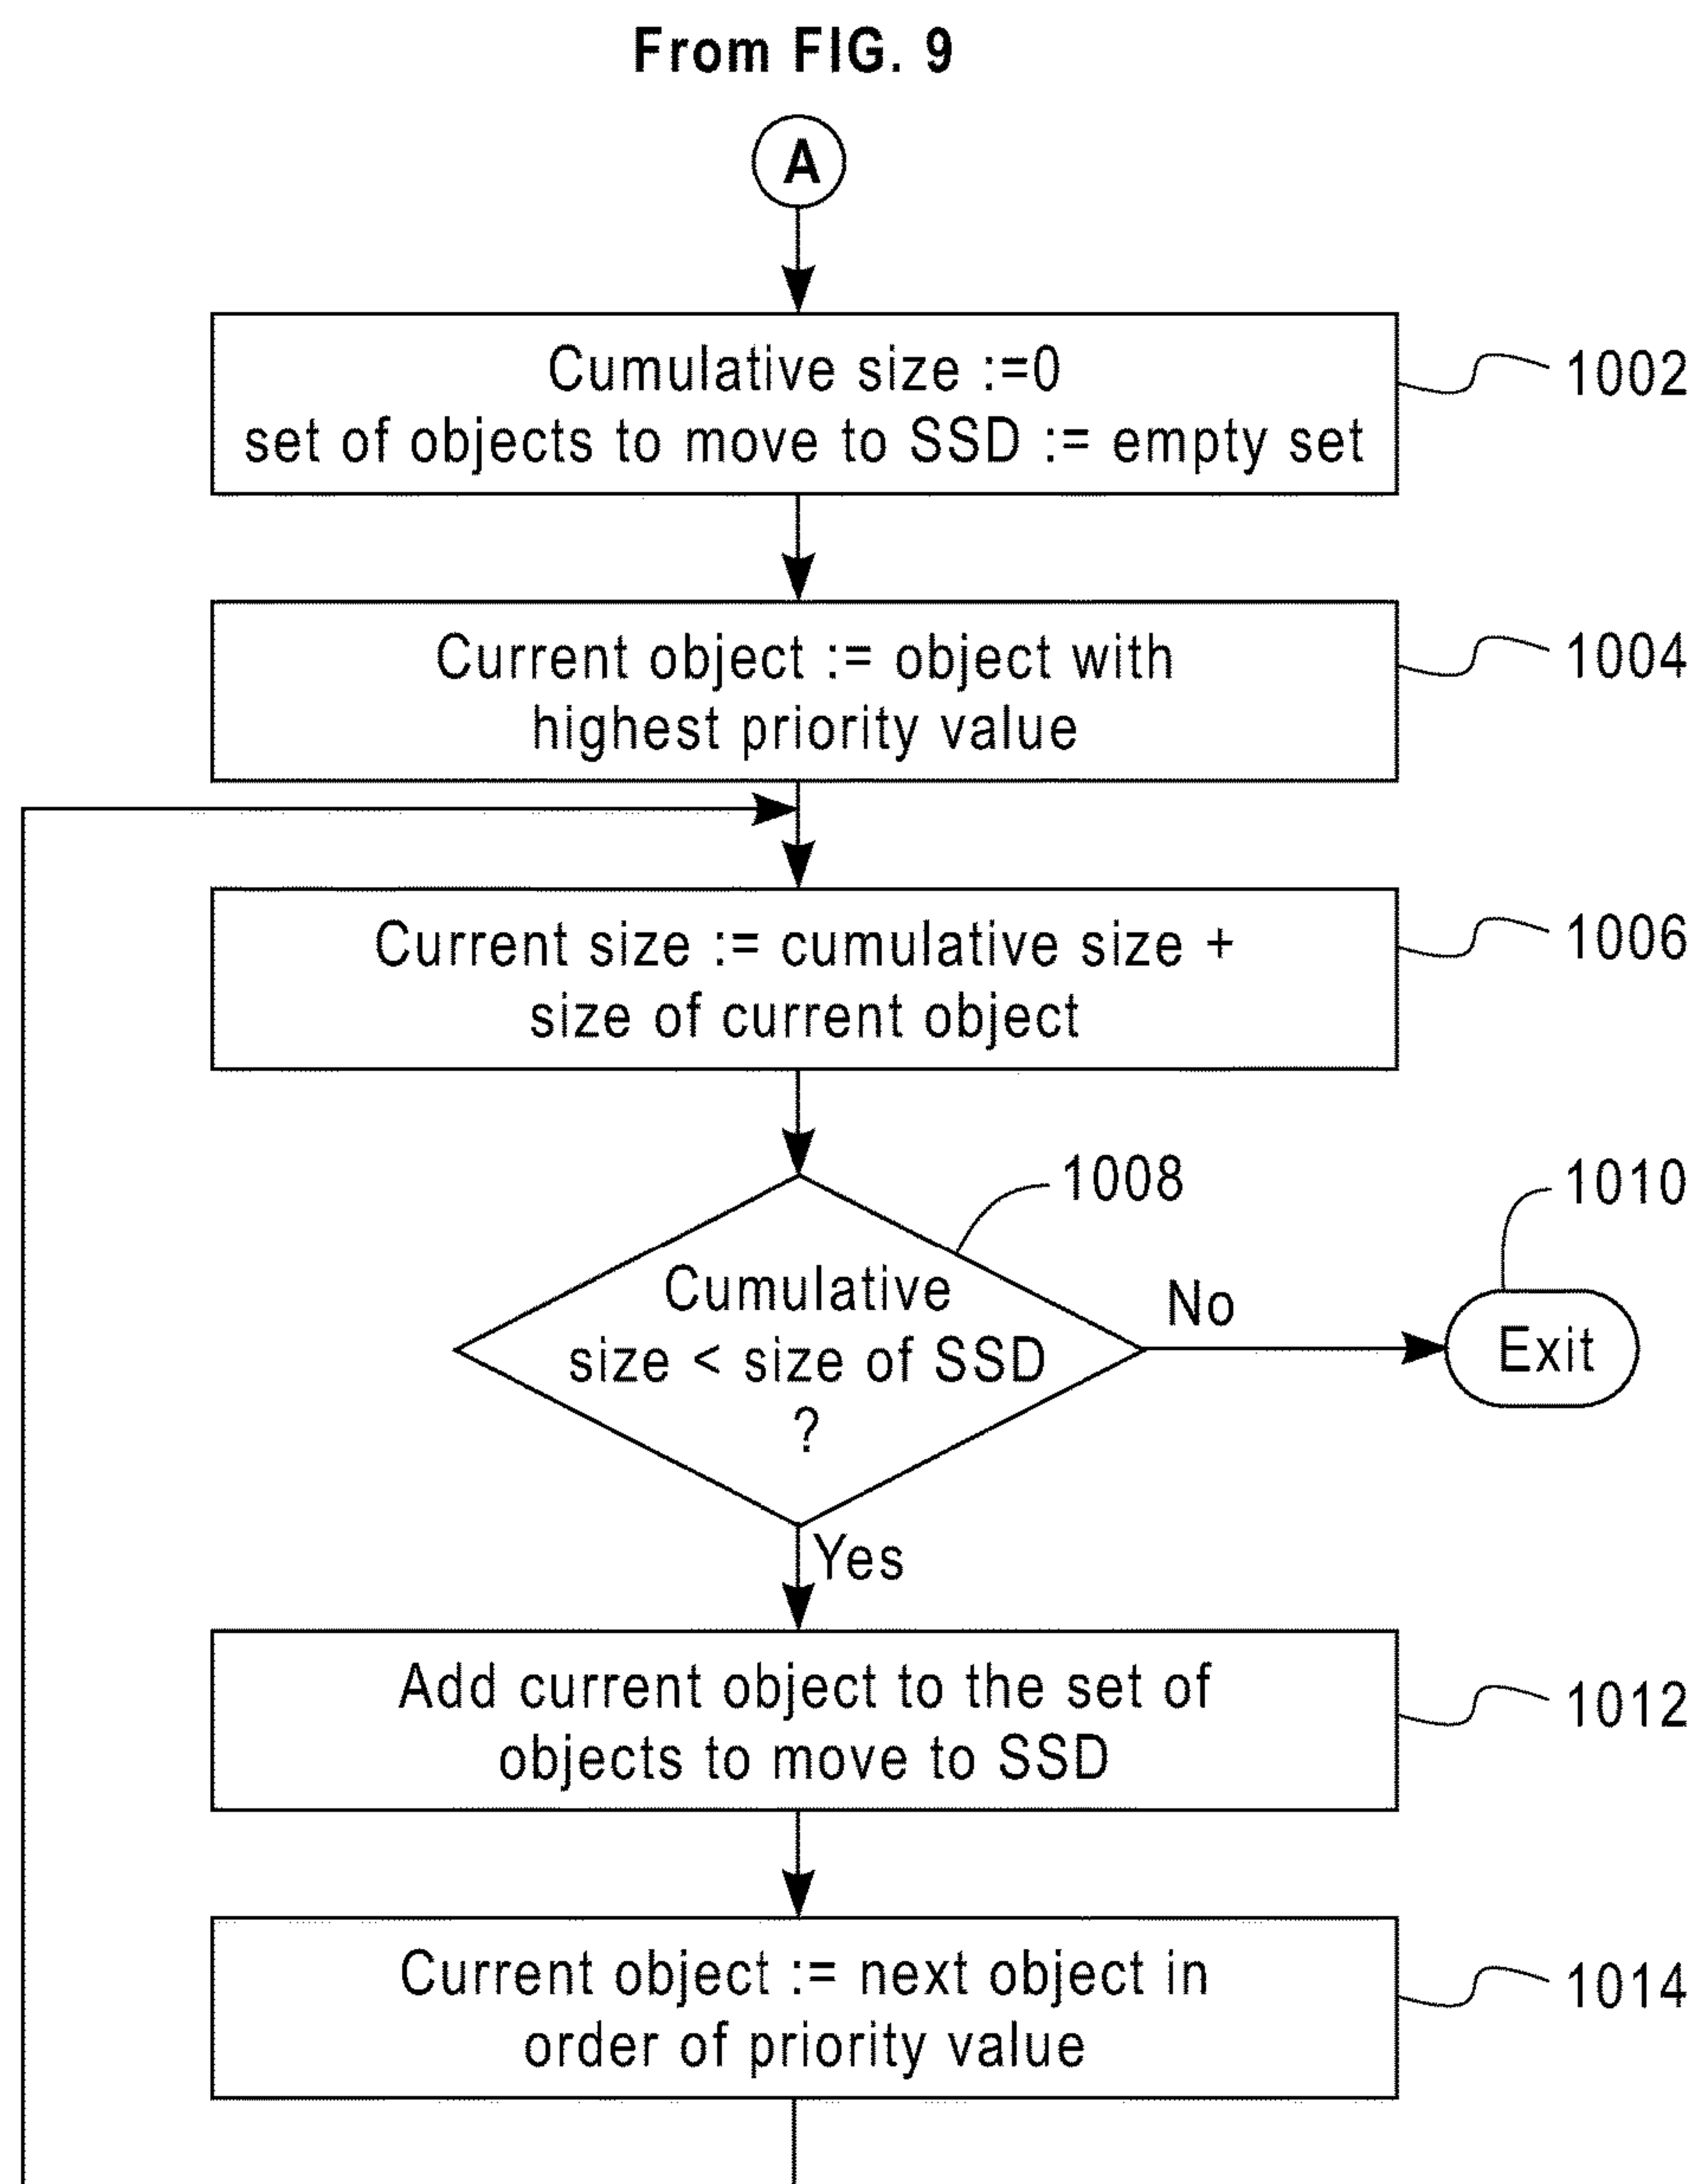 From FIG. 9
A
Cumulative size :=0
set of objects to move to SSD := empty set
1002
Current object := object with
highest priority value
1004
Current size := cumulative size +
size of current object
1006
1008
1010
Cumulative
size < size of SSD
?
No
Exit
Yes
Add current object to the set of
objects to move to SSD
1012
Current object := next object in
order of priority value
1014